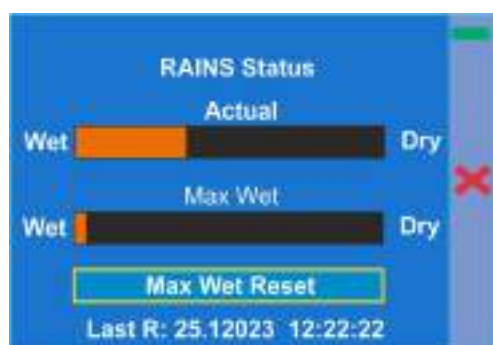 RAINS Status
Actual
Wet Dry
Max Wet
Wet Dry
Max Wet Reset
Last R: 25.12023 12:22:22